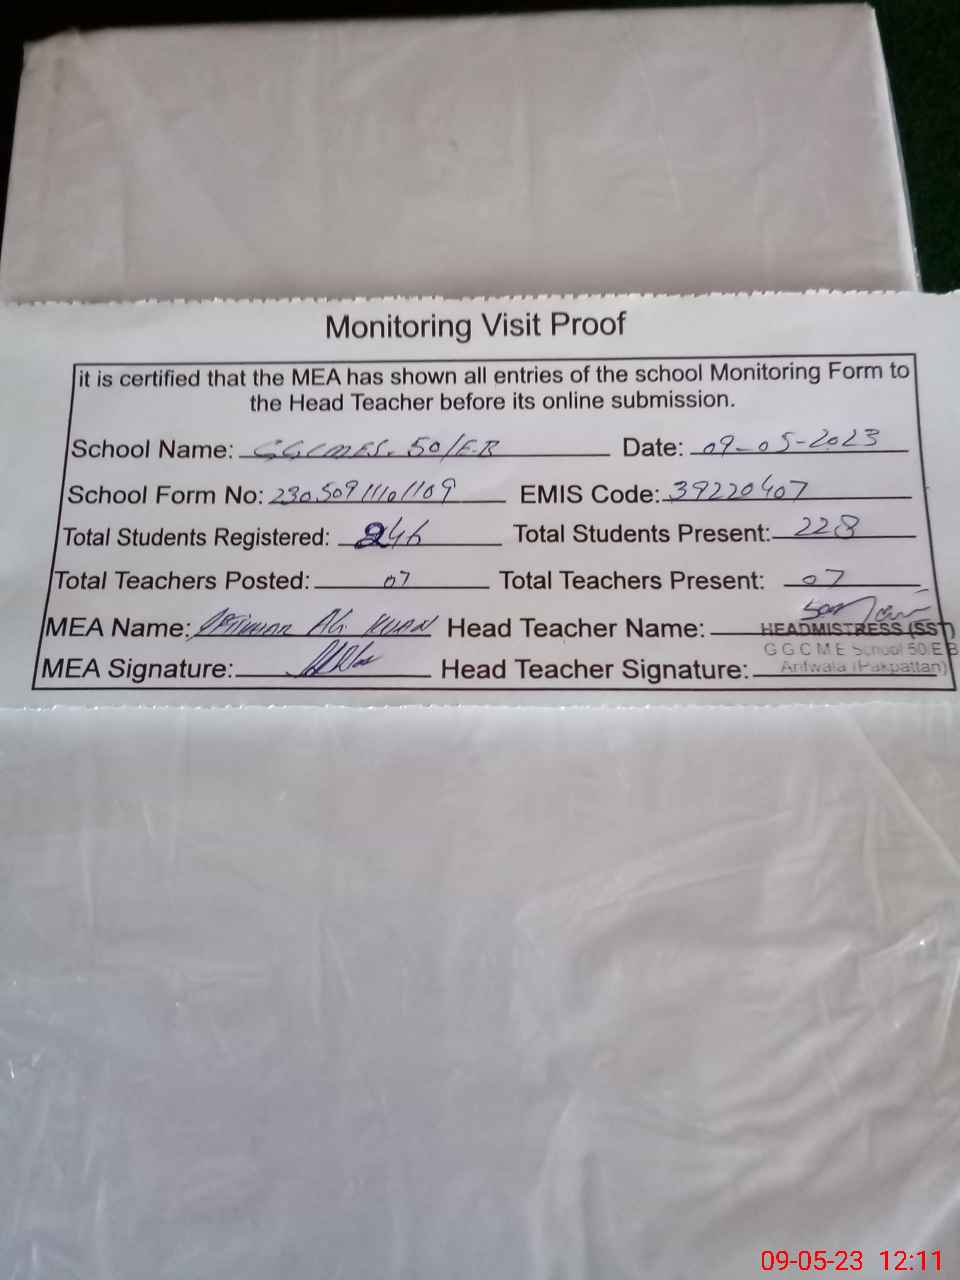 Monitoring Visit Proof
it is certified that the MEA has shown all entries of the school Monitoring Form to
the Head Teacher before its online submission.
School Name: GGCMES. 50/E.B Date: 09-05-2023
School Form No: 230509111101109 EMIS Code: 39220407
Total Students Registered: 246 Total Students Present: 228
Total Teachers Posted: 07 Total Teachers Present: 07
MEA Name: Ali Khan Head Teacher Name:
HEADMISTRESS (SST)
MEA Signature: Head Teacher Signature:
G G C M E School 50/E B
Arifwala (Pakpattan)
09-05-23 12:11